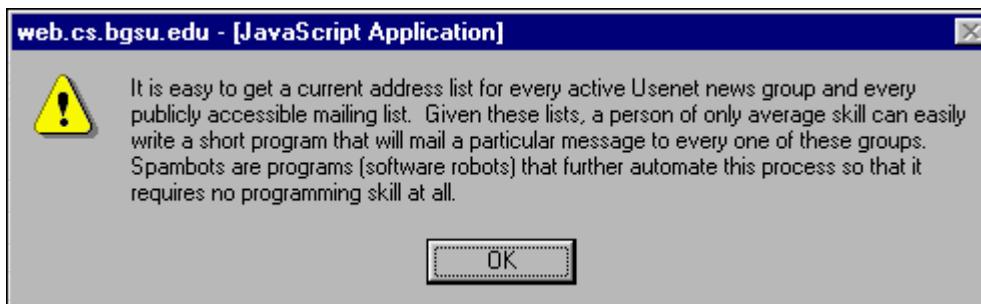 web.cs.bgsu.edu - [JavaScript Application]
It is easy to get a current address list for every active Usenet news group and every
publicly accessible mailing list.  Given these lists, a person of only average skill can easily
write a short program that will mail a particular message to every one of these groups.
Spambots are programs (software robots) that further automate this process so that it
requires no programming skill at all.
OK